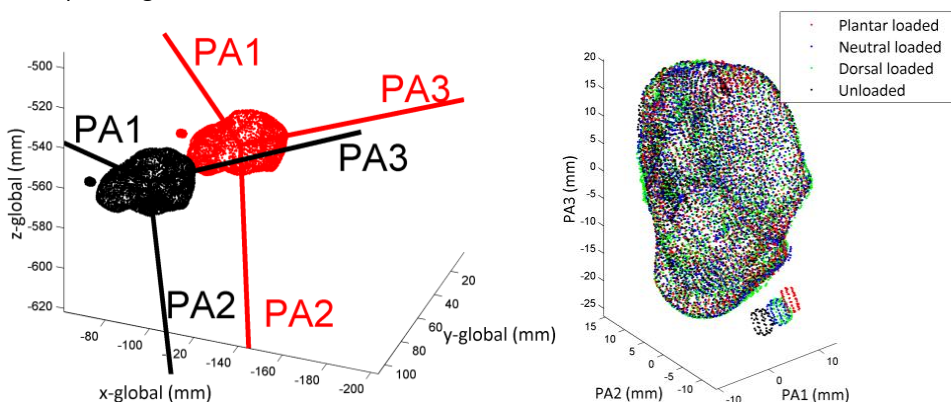 PA1
PA3
PA1
PA3
PA2
PA2
-500
-520
-540
-560
-580
-600
-620
z-global (mm)
-80
-100
-120
-140
-160
-180
-200
x-global (mm)
20
40
60
80
100
y-global (mm)
Plantar loaded
Neutral loaded
Dorsal loaded
Unloaded
20
15
10
5
0
-5
-10
-15
-20
-25
PA3 (mm)
15
10
5
0
-5
-10
PA2 (mm)
-10
0
10
PA1 (mm)